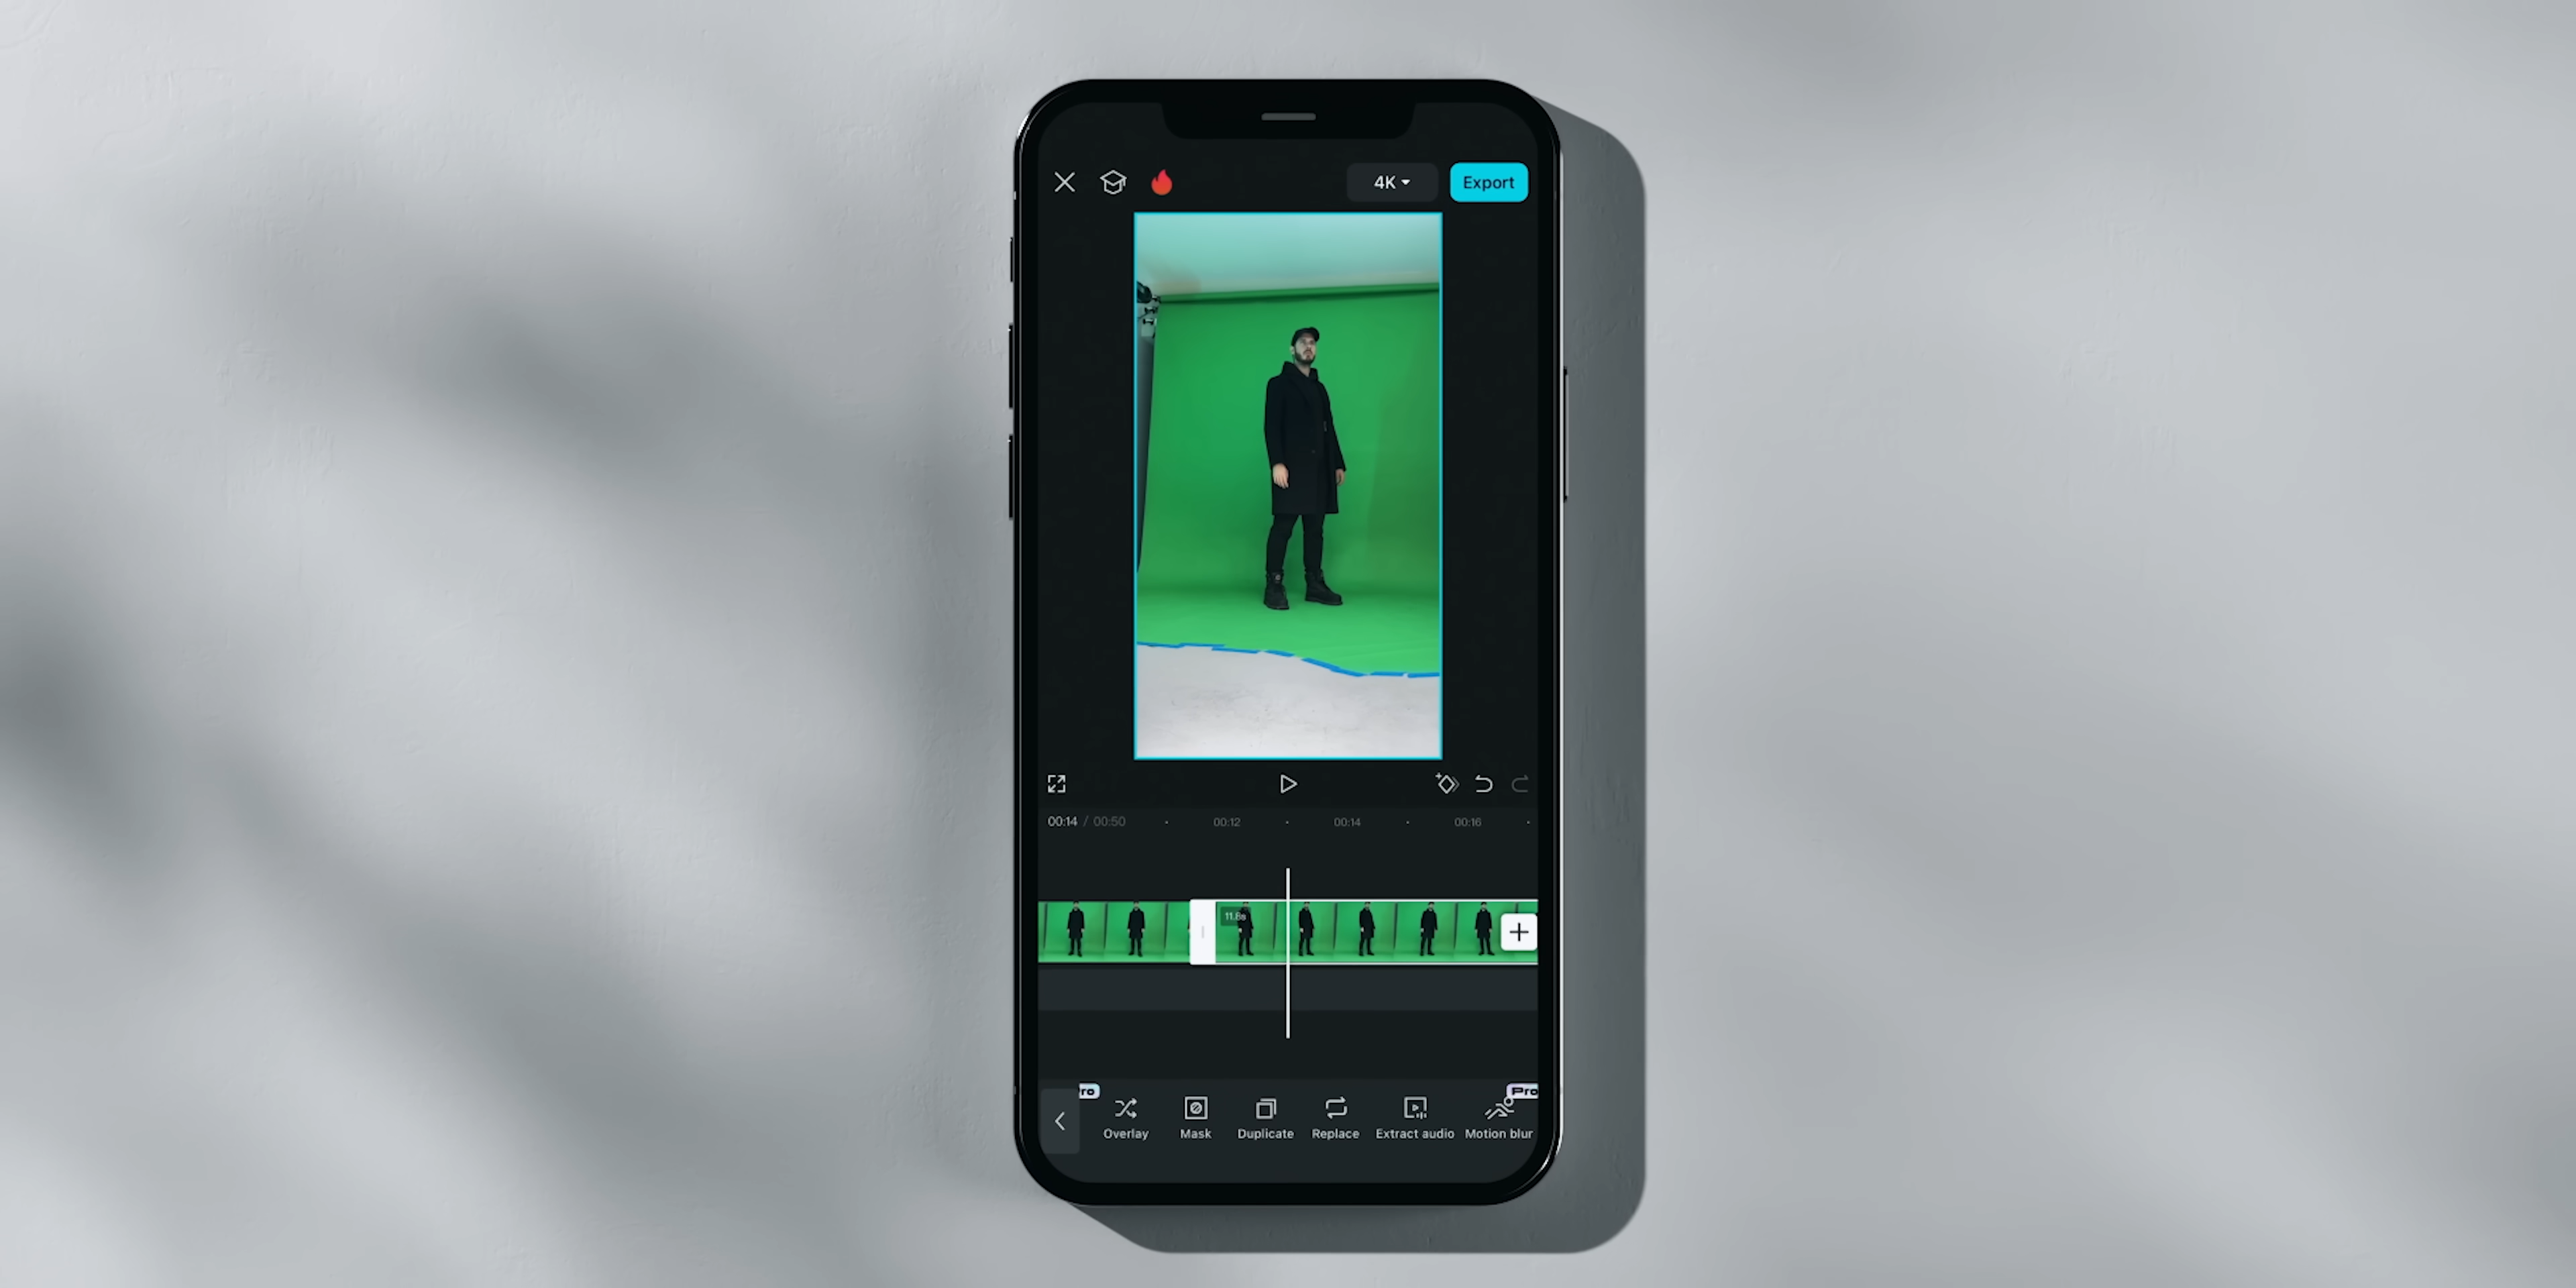 4K Export
00:14 / 00:50 00:12 00:14 00:16
11.8s
ro Pro
Overlay Mask Duplicate Replace Extract audio Motion blur